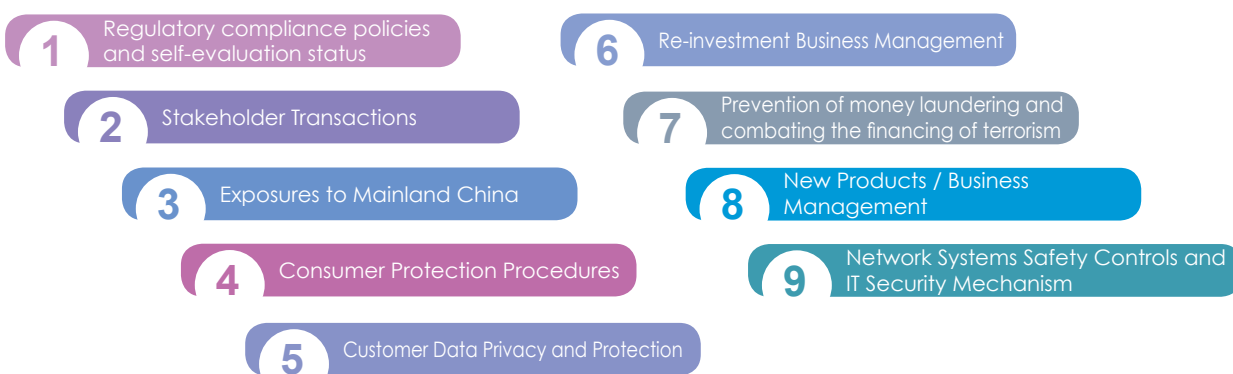 1
Regulatory compliance policies
and self-evaluation status
2
Stakeholder Transactions
3
Exposures to Mainland China
4
Consumer Protection Procedures
5
Customer Data Privacy and Protection
6
Re-investment Business Management
7
Prevention of money laundering and
combating the financing of terrorism
8
New Products / Business
Management
9
Network Systems Safety Controls and
IT Security Mechanism